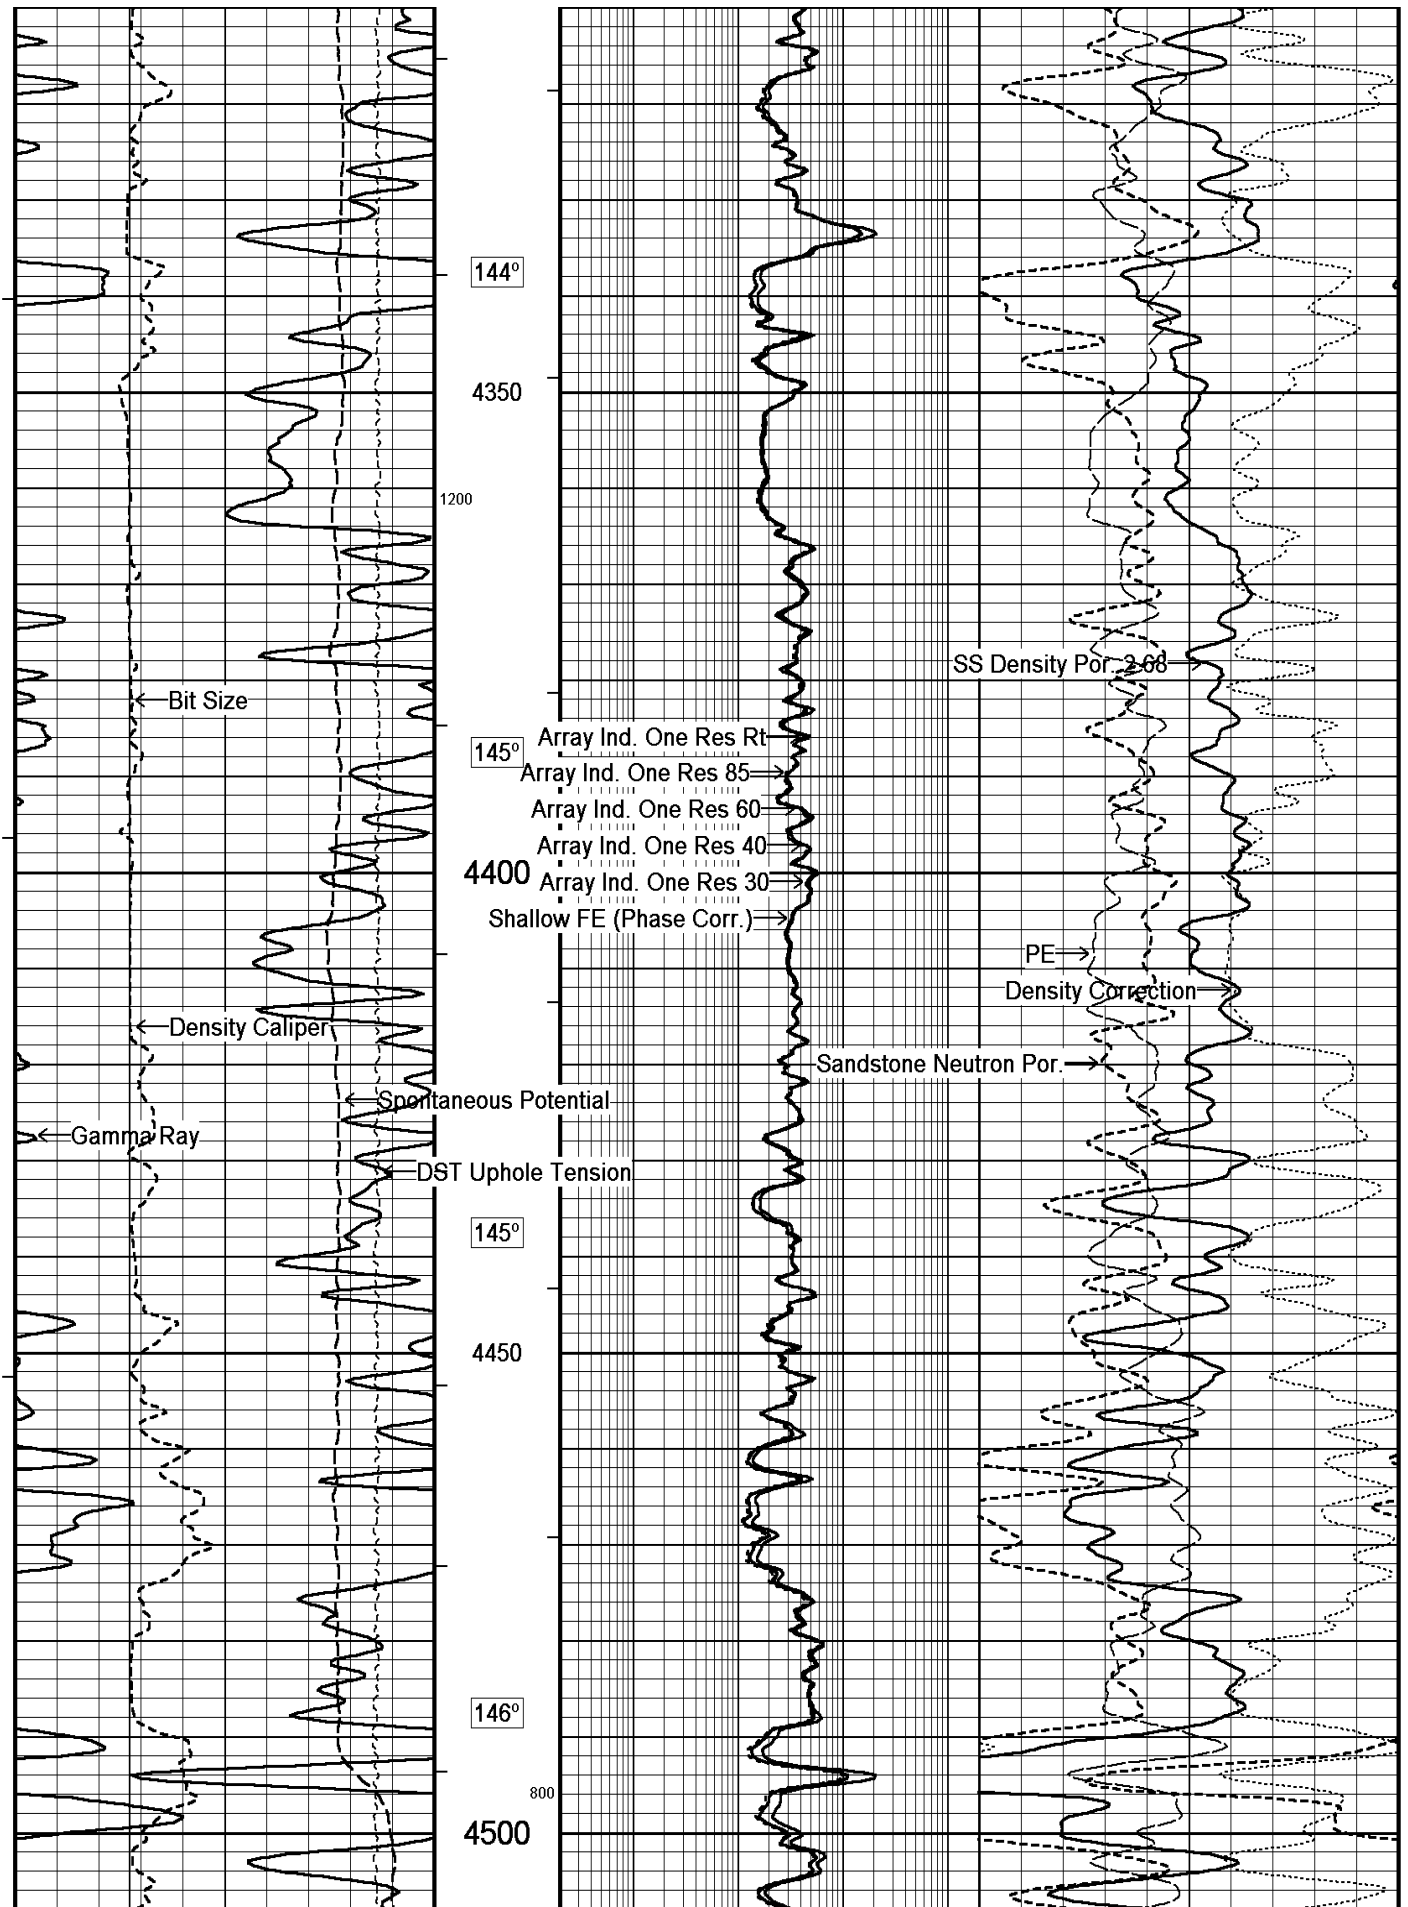 144°
4350
1200
SS Density Por. 2.68
Bit Size
Array Ind. One Res Rt
145°
Array Ind. One Res 85
Array Ind. One Res 60
Array Ind. One Res 40
4400
Array Ind. One Res 30
Shallow FE (Phase Corr.)
PE
Density Correction
Density Caliper
Sandstone Neutron Por.
Spontaneous Potential
Gamma Ray
DST Uphole Tension
145°
4450
146°
800
4500